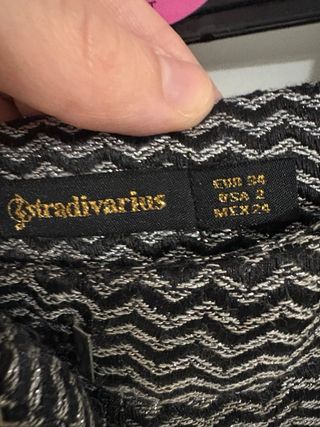 stradivarius
EUR 34
USA 2
MEX 24